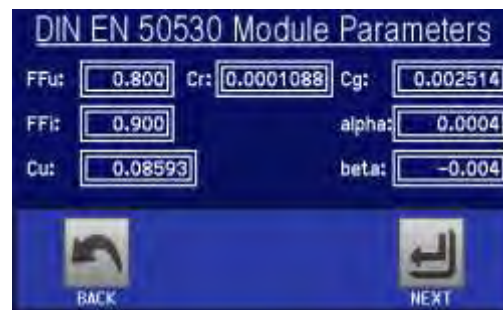 DIN EN 50530 Module Parameters
FFu: 0.800 Cr: 0.0001088 Cg: 0.002514
FFi: 0.900 alpha: 0.0004
Cu: 0.08593 beta: -0.004
BACK NEXT